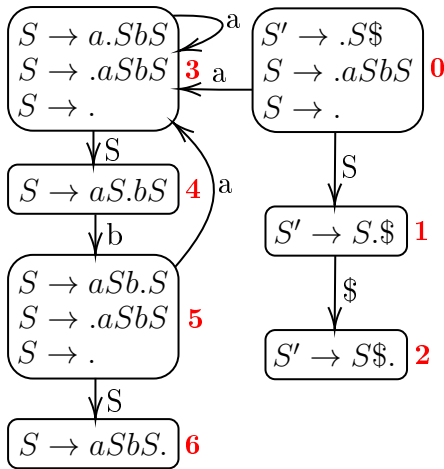 S → a.SbS
S → .aSbS
S → .
3
a
a
S' → .S$
S → .aSbS
S → .
0
S
S → aS.bS
4
b
a
S
S' → S.$
1
S → aSb.S
S → .aSbS
S → .
5
$
S' → S$.
2
S
S → aSbS.
6